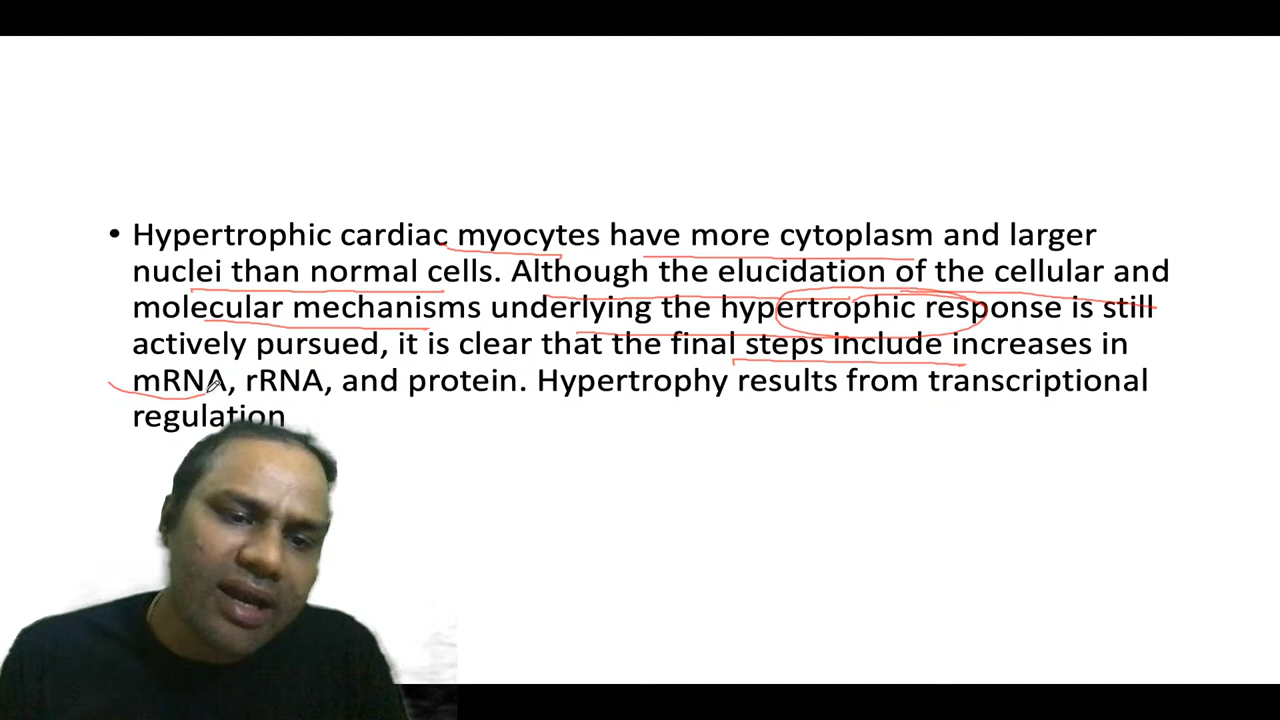 • Hypertrophic cardiac myocytes have more cytoplasm and larger
nuclei than normal cells. Although the elucidation of the cellular and
molecular mechanisms underlying the hypertrophic response is still
actively pursued, it is clear that the final steps include increases in
mRNA, rRNA, and protein. Hypertrophy results from transcriptional
regulation